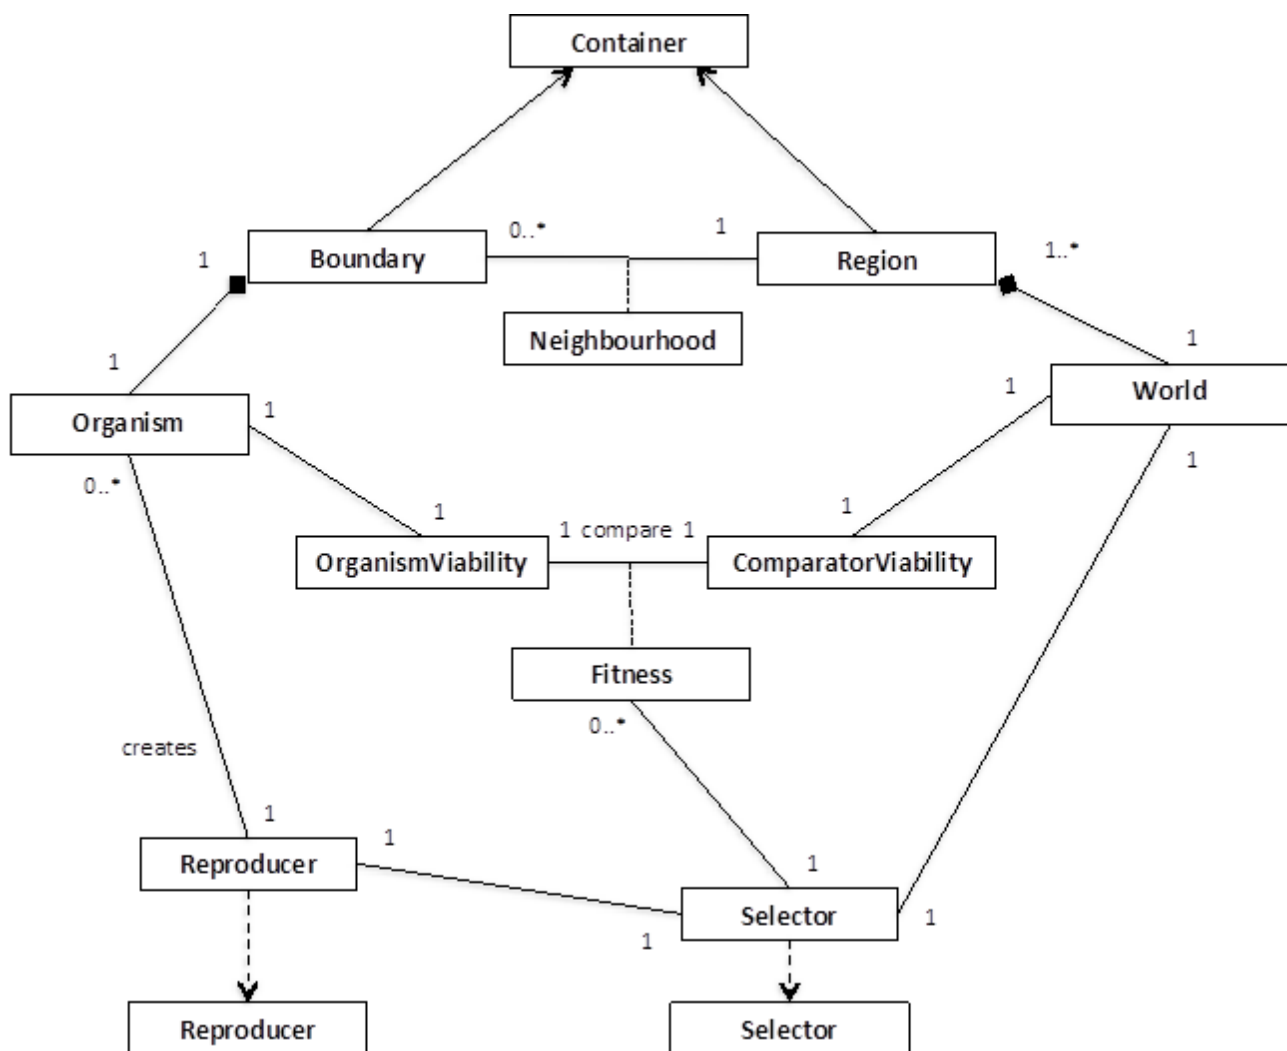 Container
0..*
1
1
Boundary
Region
1..*
Neighbourhood
1
1
1
1
World
Organism
1
0..*
1
1
1
1 compare 1
OrganismViability
ComparatorViability
Fitness
0..*
creates
1
1
1
Reproducer
Selector
1
1
Reproducer
Selector